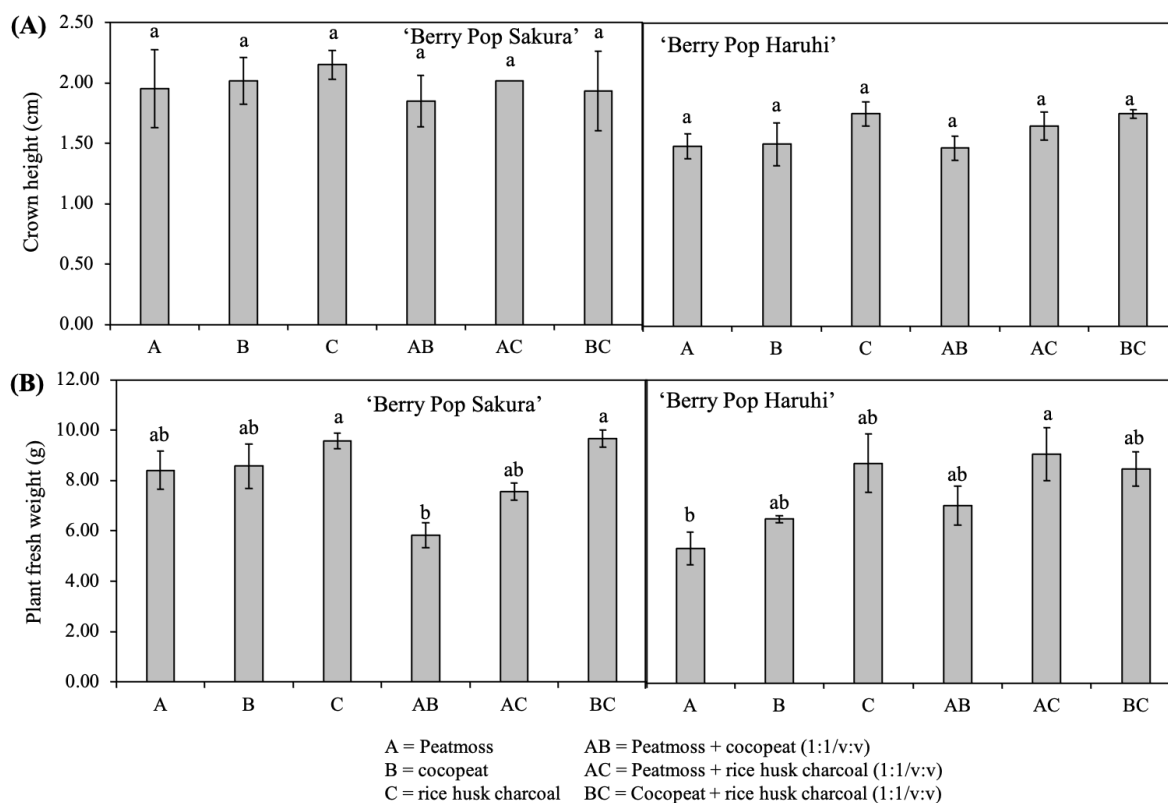 (A)
Crown height (cm)
2.50
2.00
1.50
1.00
0.50
0.00
'Berry Pop Sakura'
a a a a a a
A B C AB AC BC
'Berry Pop Haruhi'
a a a a a a
A B C AB AC BC
(B)
Plant fresh weight (g)
12.00
10.00
8.00
6.00
4.00
2.00
0.00
'Berry Pop Sakura'
ab ab a b ab a
A B C AB AC BC
'Berry Pop Haruhi'
b ab ab ab a ab
A B C AB AC BC
A = Peatmoss AB = Peatmoss + cocopeat (1:1/v:v)
B = cocopeat AC = Peatmoss + rice husk charcoal (1:1/v:v)
C = rice husk charcoal BC = Cocopeat + rice husk charcoal (1:1/v:v)